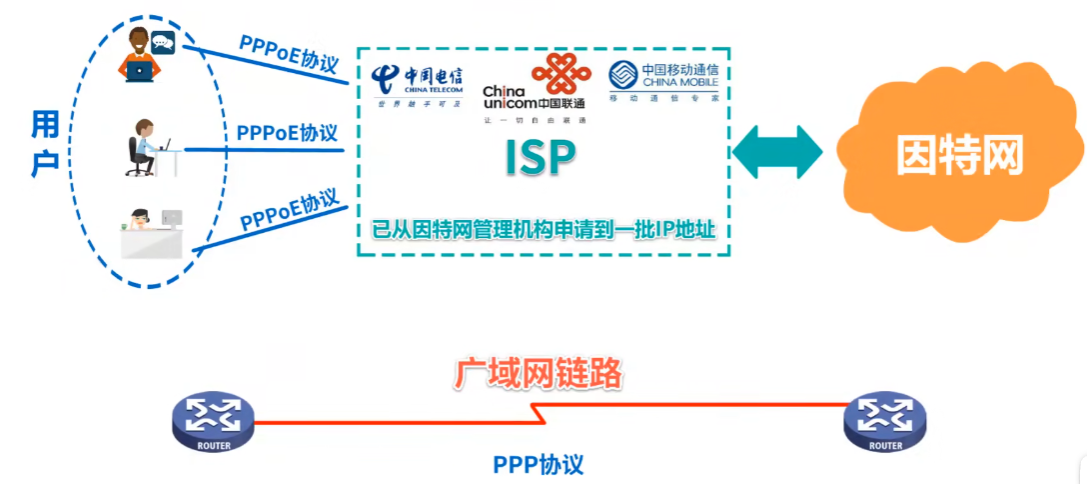 用户
PPPoE协议
PPPoE协议
PPPoE协议
中国电信
CHINA TELECOM
世界触手可及
China
unicom中国联通
让一切自由联通
中国移动通信
CHINA MOBILE
移动通信专家
ISP
已从因特网管理机构申请到一批IP地址
因特网
广域网链路
ROUTER
ROUTER
PPP协议